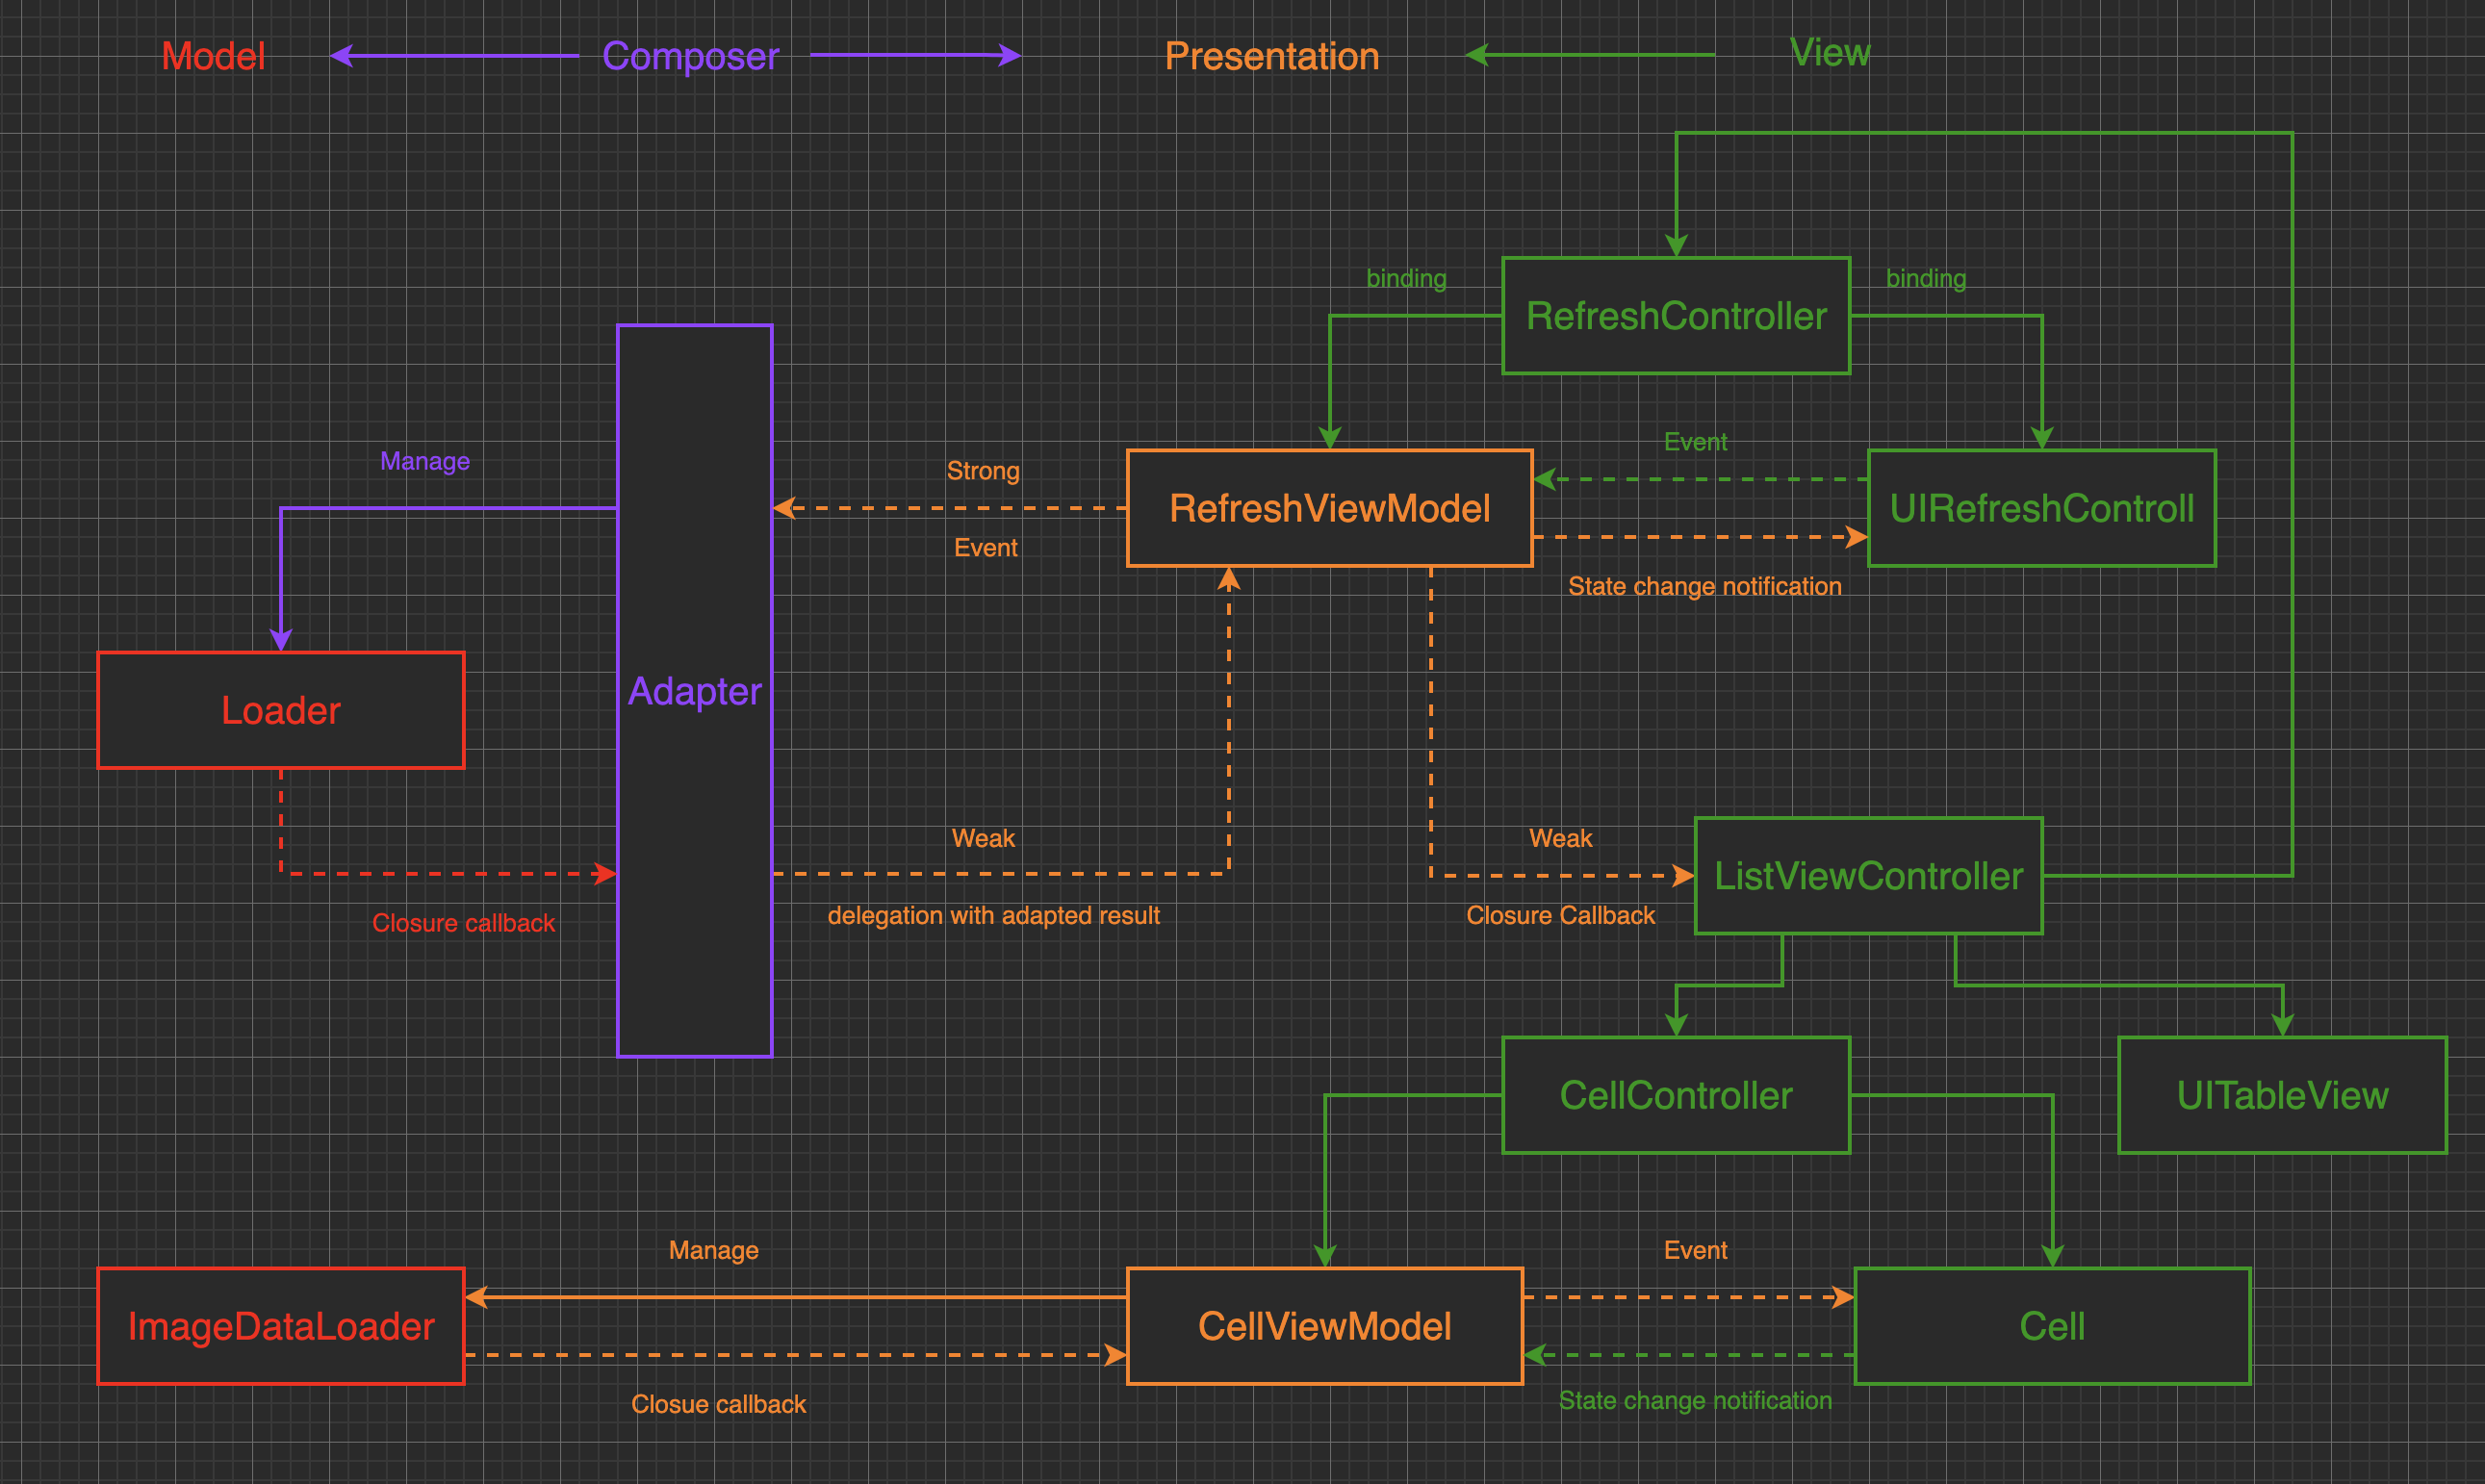 Model
Composer
Presentation
View
binding
binding
RefreshController
Event
Manage
Strong
RefreshViewModel
UIRefreshControll
Event
State change notification
Adapter
Loader
Weak
Weak
ListViewController
Closure callback
delegation with adapted result
Closure Callback
CellController
UITableView
Manage
Event
ImageDataLoader
CellViewModel
Cell
Closue callback
State change notification